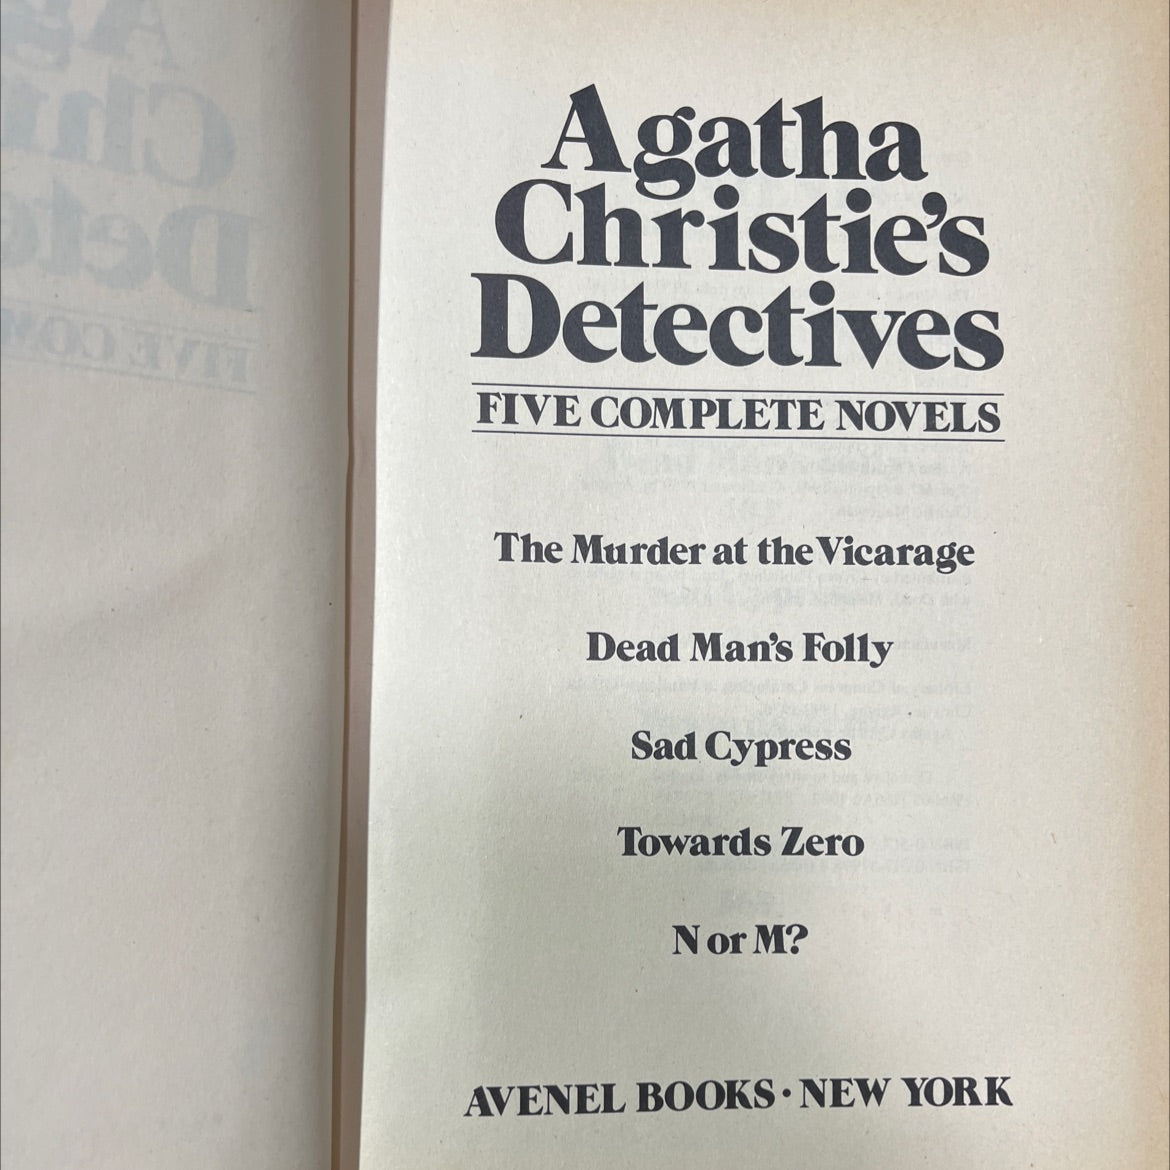 Agatha
Christie's
Detectives
FIVE COMPLETE NOVELS
The Murder at the Vicarage
Dead Man's Folly
Sad Cypress
Towards Zero
N or M?
AVENEL BOOKS · NEW YORK